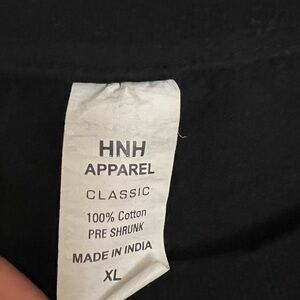 HNH
APPAREL
CLASSIC
100% Cotton
PRE SHRUNK
MADE IN INDIA
XL